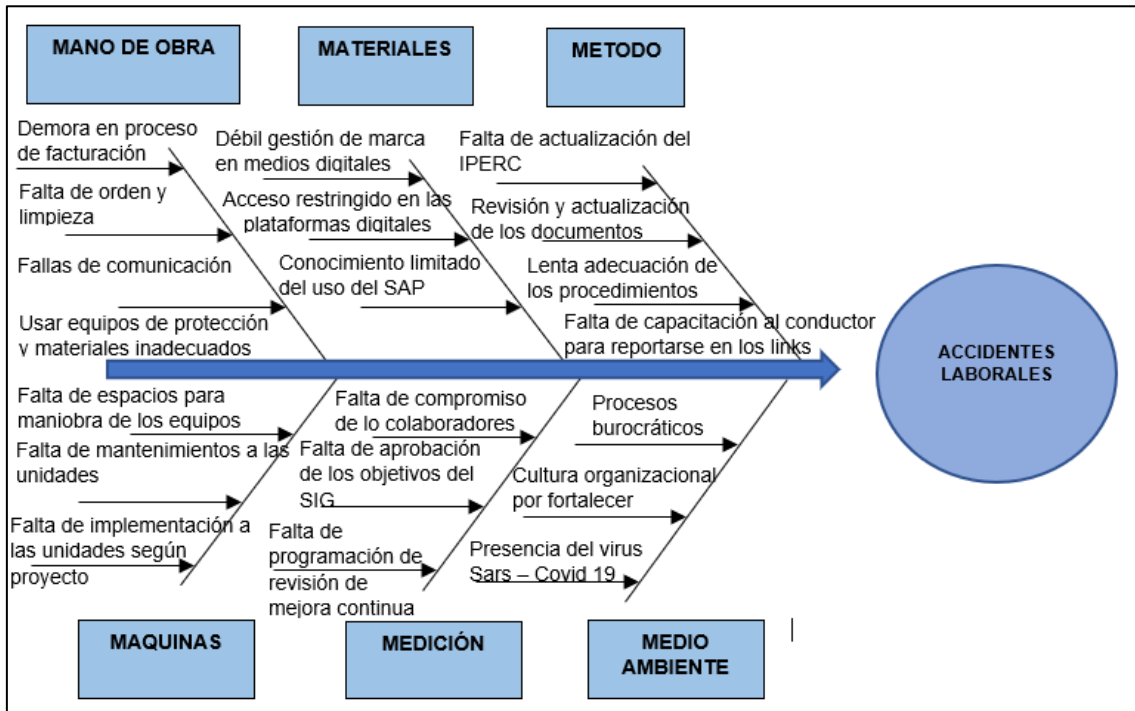 MANO DE OBRA
MATERIALES
METODO
Demora en proceso
de facturación
Falta de orden y
limpieza
Fallas de comunicación
Usar equipos de protección
y materiales inadecuados
Débil gestión de marca
en medios digitales
Acceso restringido en las
plataformas digitales
Conocimiento limitado
del uso del SAP
Falta de actualización del
IPERC
Revisión y actualización
de los documentos
Lenta adecuación de
los procedimientos
Falta de capacitación al conductor
para reportarse en los links
ACCIDENTES
LABORALES
Falta de espacios para
maniobra de los equipos
Falta de mantenimientos a las
unidades
Falta de implementación a
las unidades según
proyecto
Falta de compromiso
de lo colaboradores
Falta de aprobación
de los objetivos del
SIG
Falta de
programación de
revisión de
mejora continua
Procesos
burocráticos
Cultura organizacional
por fortalecer
Presencia del virus
Sars – Covid 19
MAQUINAS
MEDICIÓN
MEDIO
AMBIENTE